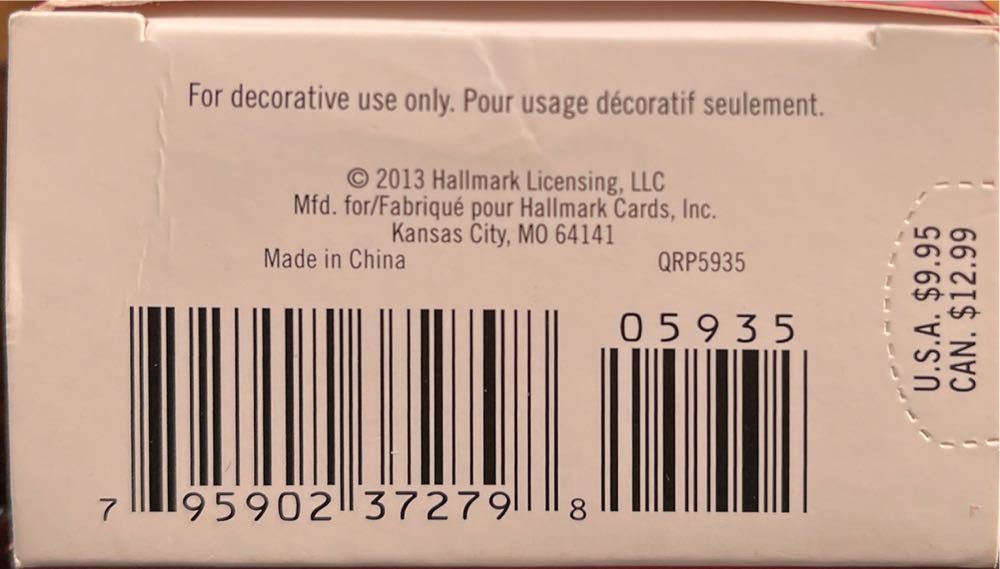 For decorative use only. Pour usage décoratif seulement.
© 2013 Hallmark Licensing, LLC
Mfd. for/Fabriqué pour Hallmark Cards, Inc.
Kansas City, MO 64141
Made in China QRP5935
05935
7 95902 37279 8
U.S.A. $9.95
CAN. $12.99